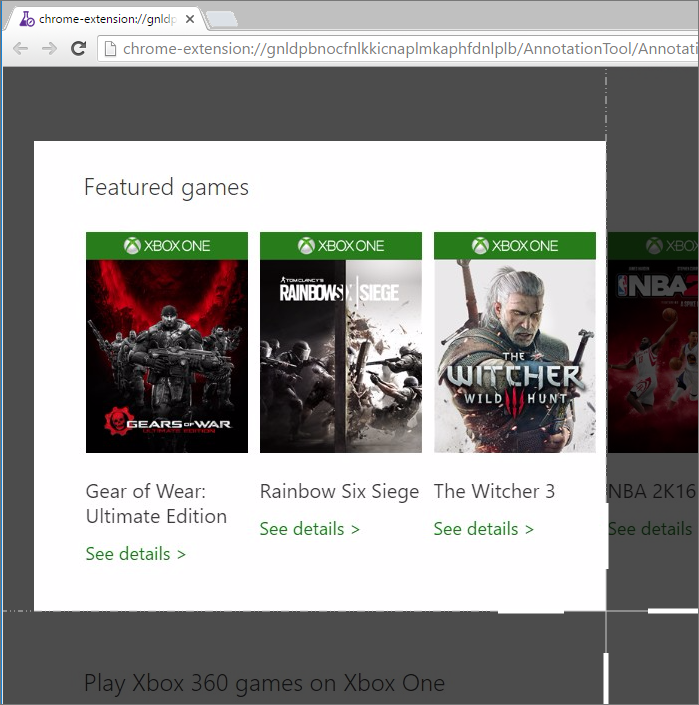 chrome-extension://gnldp
chrome-extension://gnldpbnocfnlkkicnaplmkaphfdnlplb/AnnotationTool/Annotati
Featured games
XBOX ONE
XBOX ONE
XBOX ONE
XBOX
TOM CLANCY'S
RAINBOW SIX SIEGE
NBA 2
THE
WITCHER
WILD HUNT
GEARS OF WAR
ULTIMATE EDITION
Gear of Wear:
Ultimate Edition
See details >
Rainbow Six Siege
See details >
The Witcher 3
See details >
NBA 2K16
See details
Play Xbox 360 games on Xbox One